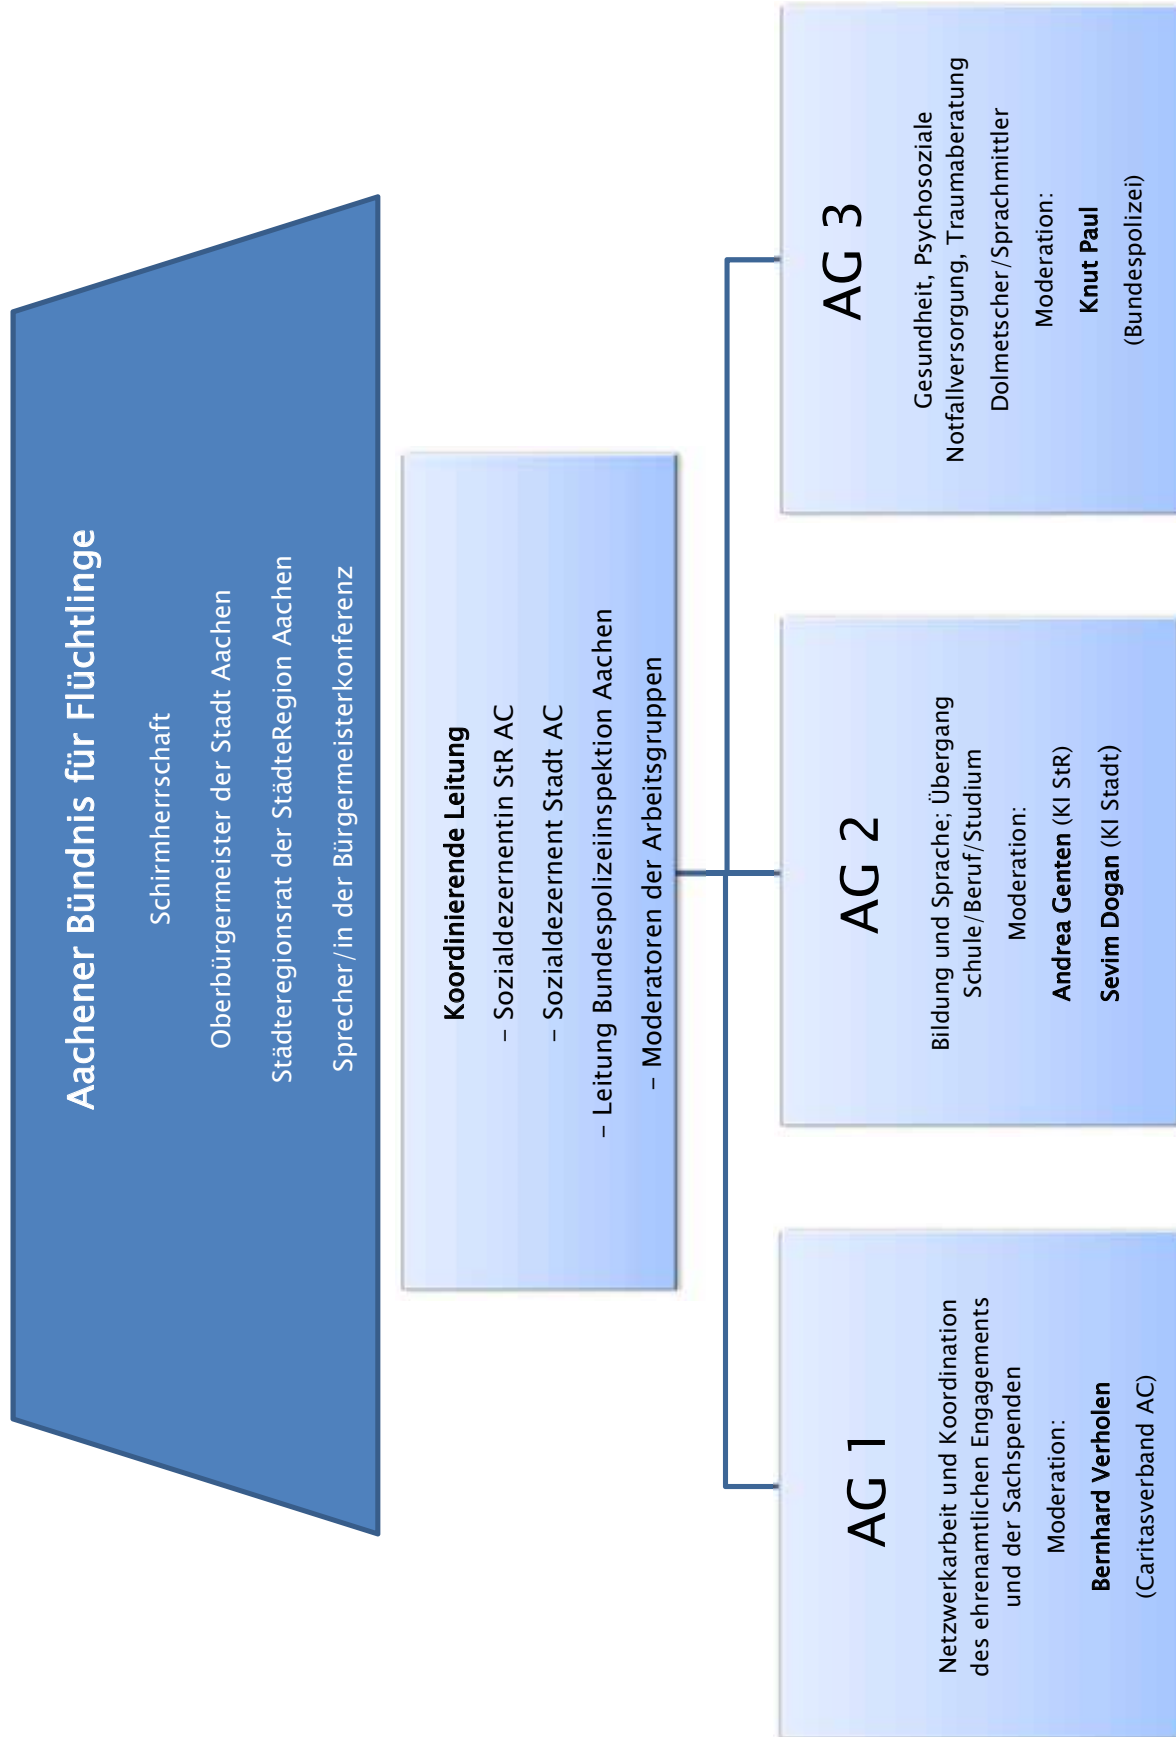 Aachener Bündnis für Flüchtlinge
Schirmherrschaft
Oberbürgermeister der Stadt Aachen
Städteregionsrat der StädteRegion Aachen
Sprecher/in der Bürgermeisterkonferenz
Koordinierende Leitung
– Sozialdezernentin StR AC
– Sozialdezernent Stadt AC
– Leitung Bundespolizeinspektion Aachen
– Moderatoren der Arbeitsgruppen
AG 1
Netzwerkarbeit und Koordination
des ehrenamtlichen Engagements
und der Sachspenden
Moderation:
Bernhard Verholen
(Caritasverband AC)
AG 2
Bildung und Sprache; Übergang
Schule/Beruf/Studium
Moderation:
Andrea Genten (KI StR)
Sevim Dogan (KI Stadt)
AG 3
Gesundheit, Psychosoziale
Notfallversorgung, Traumaberatung
Dolmetscher/Sprachmittler
Moderation:
Knut Paul
(Bundespolizei)